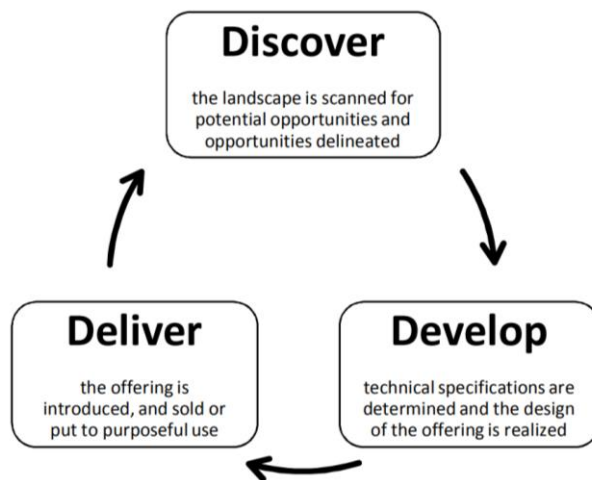 Discover
the landscape is scanned for
potential opportunities and
opportunities delineated
Deliver
the offering is
introduced, and sold or
put to purposeful use
Develop
technical specifications are
determined and the design
of the offering is realized